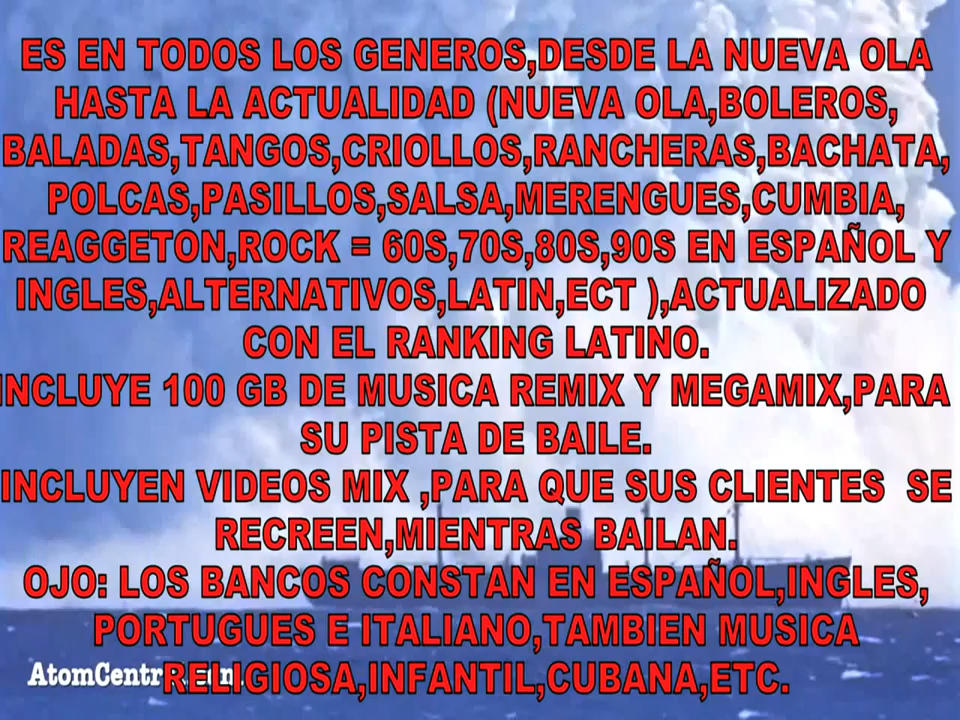 ES EN TODOS LOS GENEROS,DESDE LA NUEVA OLA
HASTA LA ACTUALIDAD (NUEVA OLA,BOLEROS,
BALADAS,TANGOS,CRIOLLOS,RANCHERAS,BACHATA,
POLCAS,PASILLOS,SALSA,MERENGUES,CUMBIA,
REAGGETON,ROCK = 60S,70S,80S,90S EN ESPAÑOL Y
INGLES,ALTERNATIVOS,LATIN,ECT ),ACTUALIZADO
CON EL RANKING LATINO.
INCLUYE 100 GB DE MUSICA REMIX Y MEGAMIX,PARA
SU PISTA DE BAILE.
INCLUYEN VIDEOS MIX ,PARA QUE SUS CLIENTES  SE
RECREEN,MIENTRAS BAILAN.
OJO: LOS BANCOS CONSTAN EN ESPAÑOL,INGLES,
PORTUGUES E ITALIANO,TAMBIEN MUSICA
RELIGIOSA,INFANTIL,CUBANA,ETC.